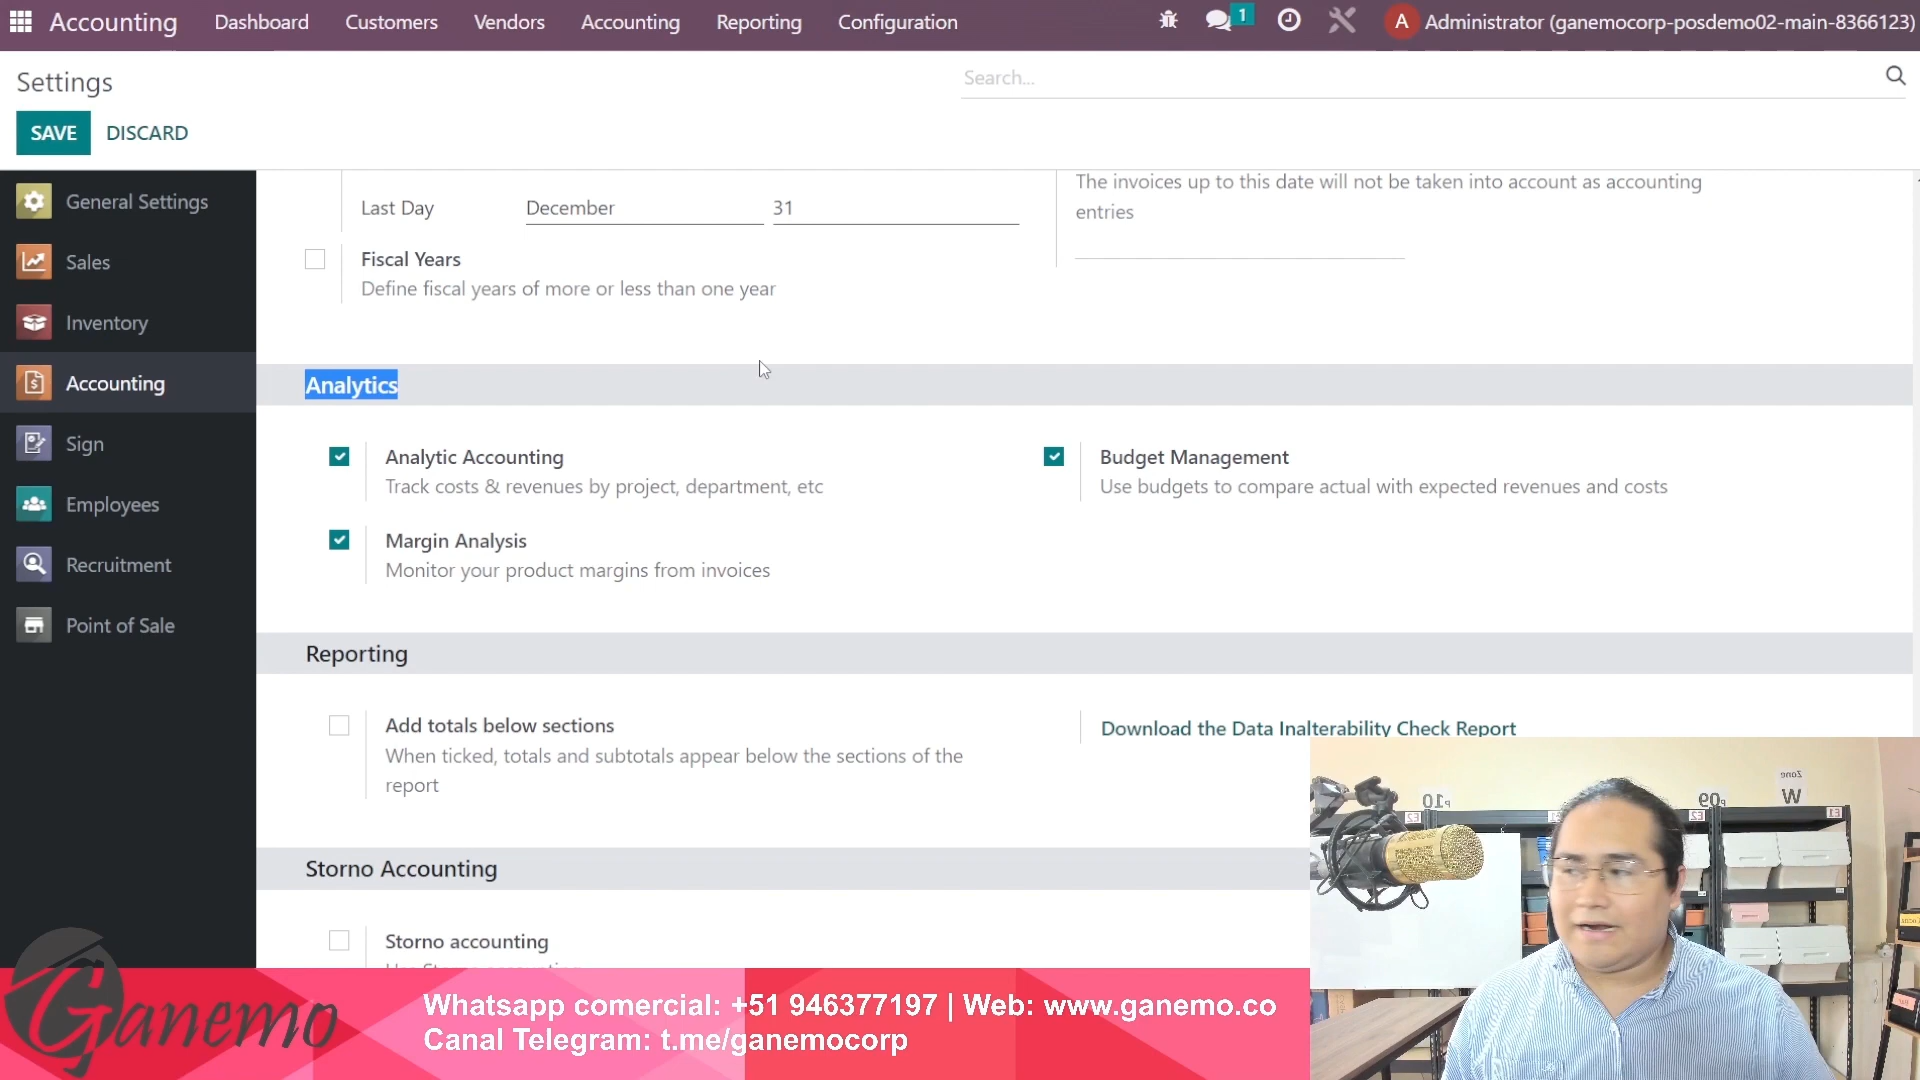 Accounting Dashboard Customers Vendors Accounting Reporting Configuration 1 A Administrator (ganemocorp-posdemo02-main-8366123)
Settings Search...
SAVE DISCARD
General Settings
Sales
Inventory
Accounting
Sign
Employees
Recruitment
Point of Sale
Last Day December 31
The invoices up to this date will not be taken into account as accounting
entries
Fiscal Years
Define fiscal years of more or less than one year
Analytics
Analytic Accounting
Track costs & revenues by project, department, etc
Budget Management
Use budgets to compare actual with expected revenues and costs
Margin Analysis
Monitor your product margins from invoices
Reporting
Add totals below sections
When ticked, totals and subtotals appear below the sections of the
report
Download the Data Inalterability Check Report
Storno Accounting
Storno accounting
Zone
W
P10
P09
E2
E2
E1
Ganemo
Whatsapp comercial: +51 946377197 | Web: www.ganemo.co
Canal Telegram: t.me/ganemocorp